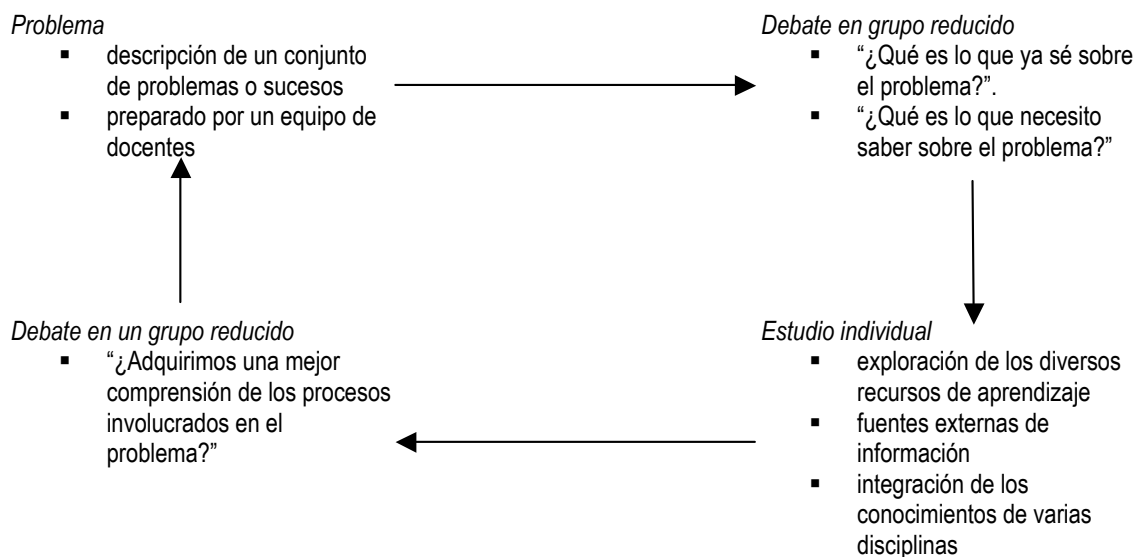 Problema
▪ descripción de un conjunto
de problemas o sucesos
▪ preparado por un equipo de
docentes
Debate en grupo reducido
▪ “¿Qué es lo que ya sé sobre
el problema?”.
▪ “¿Qué es lo que necesito
saber sobre el problema?”
Debate en un grupo reducido
▪ “¿Adquirimos una mejor
comprensión de los procesos
involucrados en el
problema?”
Estudio individual
▪ exploración de los diversos
recursos de aprendizaje
▪ fuentes externas de
información
▪ integración de los
conocimientos de varias
disciplinas